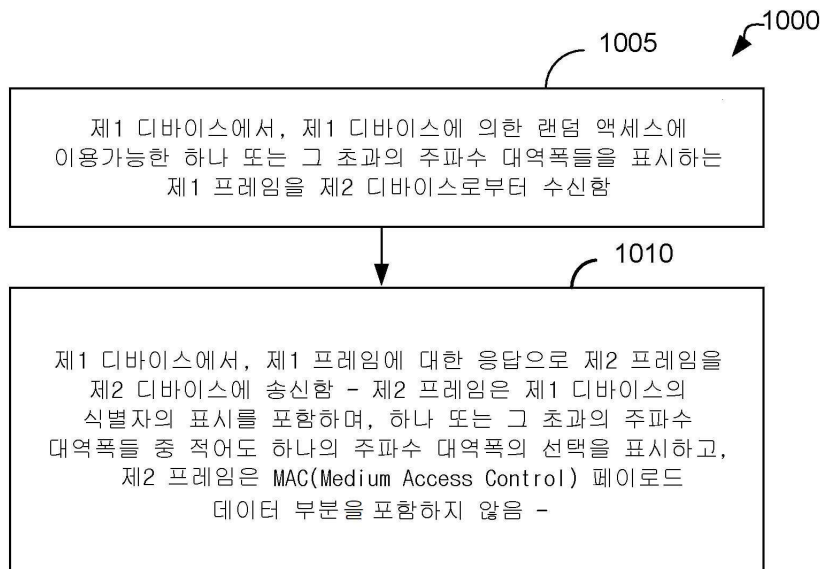 1000
1005
제1 디바이스에서, 제1 디바이스에 의한 랜덤 액세스에
이용가능한 하나 또는 그 초과의 주파수 대역폭들을 표시하는
제1 프레임을 제2 디바이스로부터 수신함
1010
제1 디바이스에서, 제1 프레임에 대한 응답으로 제2 프레임을
제2 디바이스에 송신함 – 제2 프레임은 제1 디바이스의
식별자의 표시를 포함하며, 하나 또는 그 초과의 주파수
대역폭들 중 적어도 하나의 주파수 대역폭의 선택을 표시하고,
제2 프레임은 MAC(Medium Access Control) 페이로드
데이터 부분을 포함하지 않음 –